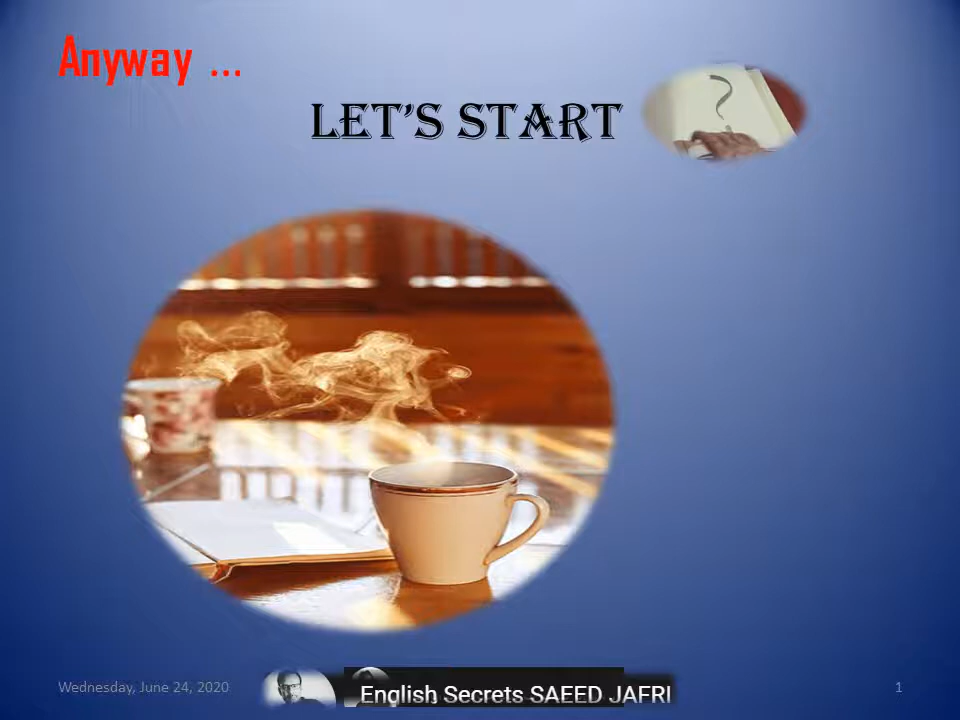 Anyway ...
LET’S START
?
Wednesday, June 24, 2020
English Secrets SAEED JAFRI
1